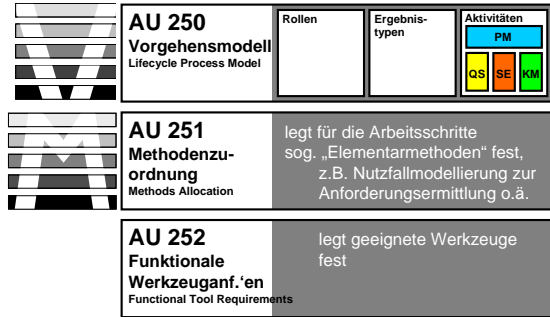 AU 250
Vorgehensmodell
Lifecycle Process Model
Rollen
Ergebnis-
typen
Aktivitäten
PM
QS
SE
KM
AU 251
Methodenzu-
ordnung
Methods Allocation
legt für die Arbeitsschritte
sog. „Elementarmethoden“ fest,
z.B. Nutzfallmodellierung zur
Anforderungsermittlung o.ä.
AU 252
Funktionale
Werkzeuganf.‘en
Functional Tool Requirements
legt geeignete Werkzeuge
fest